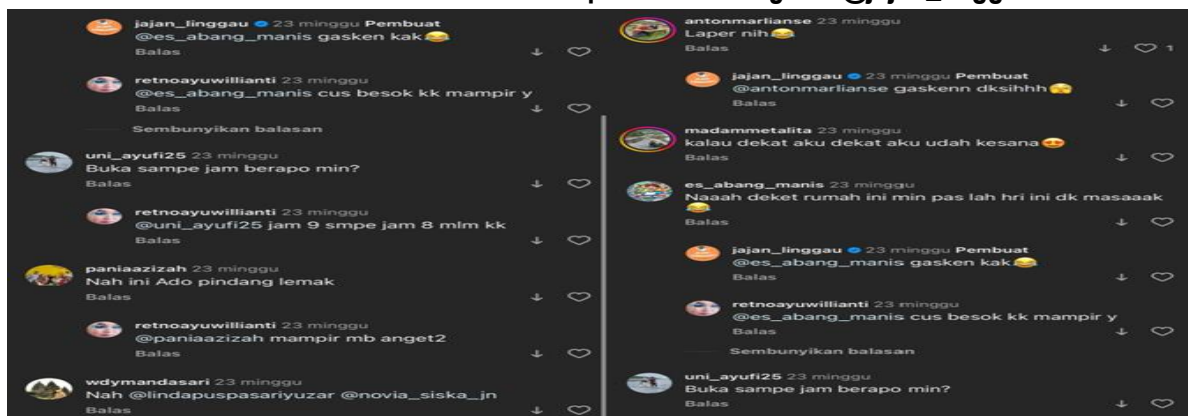 jajan_linggau 23 minggu Pembuat
@es_abang_manis gasken kak😂
Balas
retnoayuwillianti 23 minggu
@es_abang_manis cus besok kk mampir y
Balas
Sembunyikan balasan
uni_ayufi25 23 minggu
Buka sampe jam berapo min?
Balas
retnoayuwillianti 23 minggu
@uni_ayufi25 jam 9 smpe jam 8 mlm kk
Balas
paniaazizah 23 minggu
Nah ini Ado pindang lemak
Balas
retnoayuwillianti 23 minggu
@paniaazizah mampir mb anget2
Balas
wdymandasari 23 minggu
Nah @lindapuspasariyuzar @novia_siska_jn
Balas
antonmarlianse 23 minggu
Laper nih😂
Balas
1
jajan_linggau 23 minggu Pembuat
@antonmarlianse gaskenn dksihhh🫣
Balas
madammetalita 23 minggu
kalau dekat aku dekat aku udah kesana😍
Balas
es_abang_manis 23 minggu
Naaah deket rumah ini min pas lah hri ini dk masaaak
😂
Balas
jajan_linggau 23 minggu Pembuat
@es_abang_manis gasken kak😂
Balas
retnoayuwillianti 23 minggu
@es_abang_manis cus besok kk mampir y
Balas
Sembunyikan balasan
uni_ayufi25 23 minggu
Buka sampe jam berapo min?
Balas